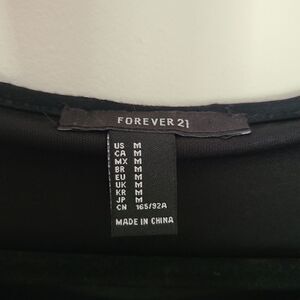 FOREVER 21
US M
CA M
MX M
BR M
EU M
UK M
KR M
JP M
CN 165/92A
MADE IN CHINA